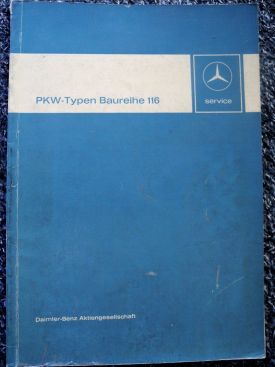 PKW-Typen Baureihe 116
service
Daimler-Benz Aktiengesellschaft